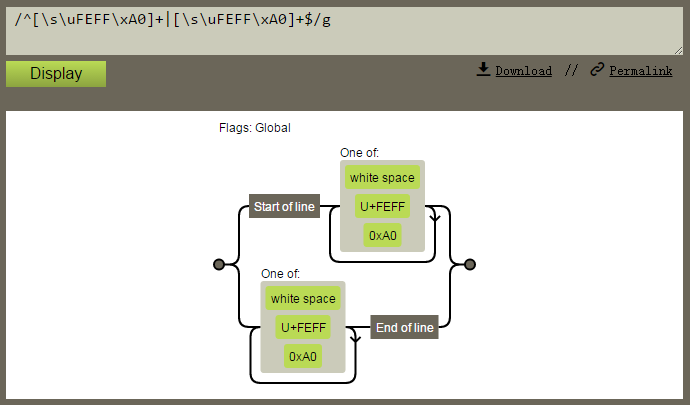 /^[\s\uFEFF\xA0]+|[\s\uFEFF\xA0]+$/g
Display
Download // Permalink
Flags: Global
One of:
white space
Start of line
U+FEFF
0xA0
One of:
white space
U+FEFF
End of line
0xA0